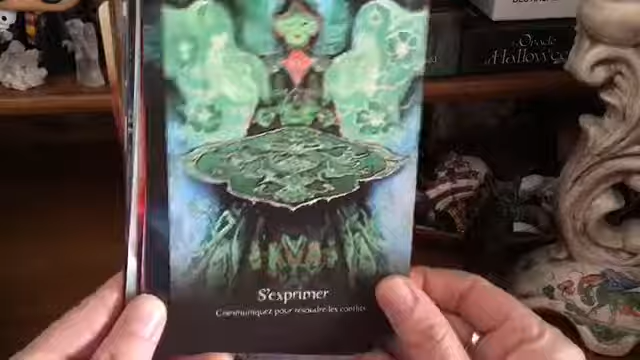 Oracle
d'Halloween
S'exprimer
Communiquez pour résoudre les conflits